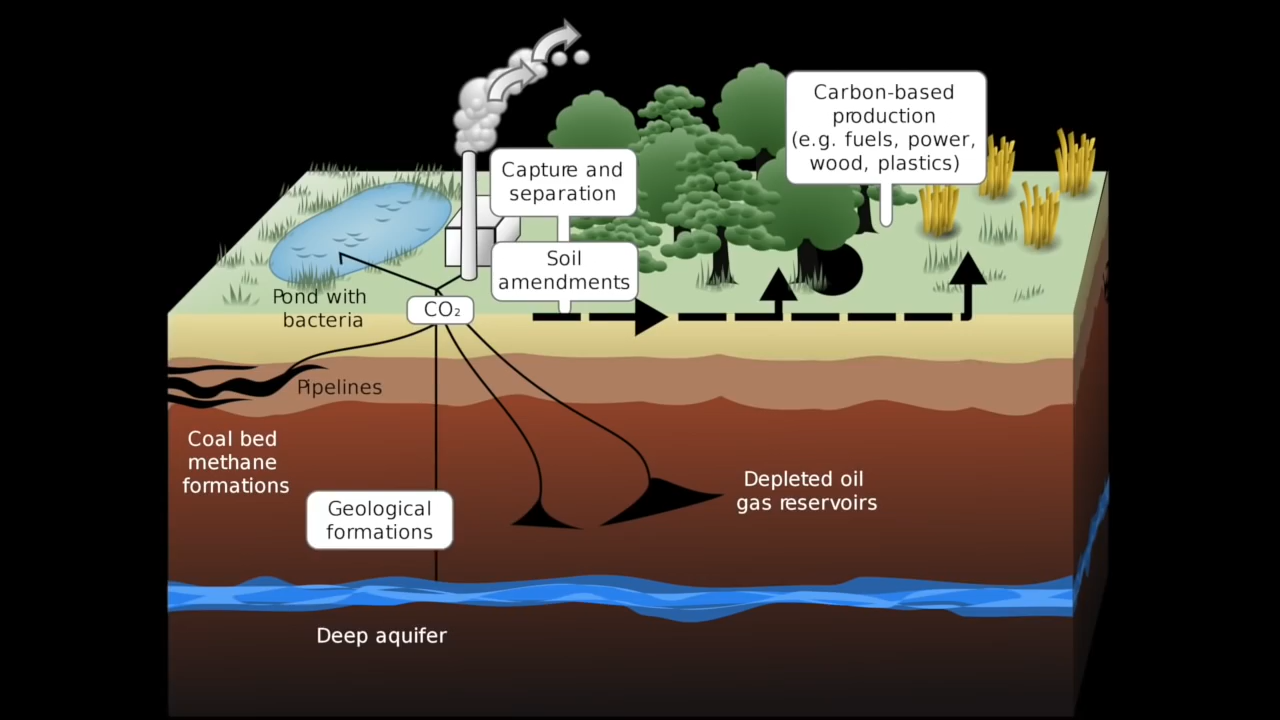 Carbon-based
production
(e.g. fuels, power,
wood, plastics)
Capture and
separation
Soil
amendments
Pond with
bacteria
CO₂
Pipelines
Coal bed
methane
formations
Geological
formations
Depleted oil
gas reservoirs
Deep aquifer